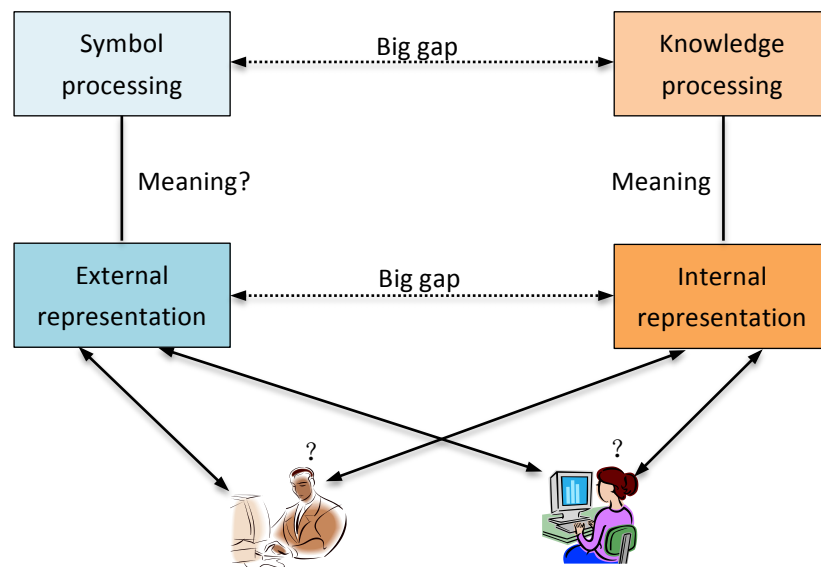 Symbol
processing
Big gap
Knowledge
processing
Meaning?
Meaning
External
representation
Big gap
Internal
representation
?
?